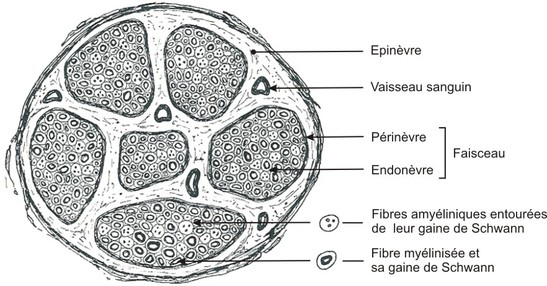 Epinèvre
Vaisseau sanguin
Périnèvre
Faisceau
Endonèvre
Fibres amyéliniques entourées
de leur gaine de Schwann
Fibre myélinisée et
sa gaine de Schwann